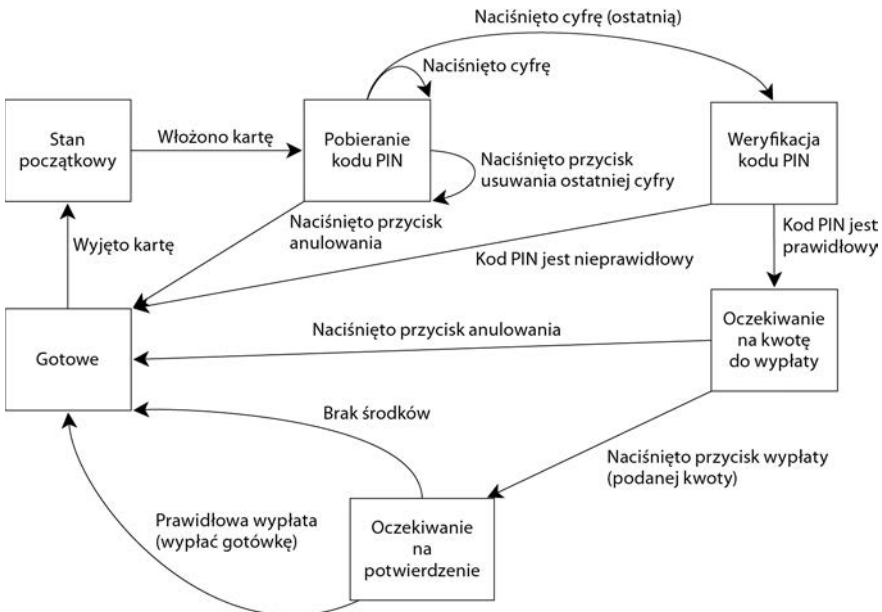 Naciśnięto cyfrę (ostatnią)
Naciśnięto cyfrę
Stan
początkowy
Włożono kartę
Pobieranie
kodu PIN
Naciśnięto przycisk
usuwania ostatniej cyfry
Weryfikacja
kodu PIN
Wyjęto kartę
Naciśnięto przycisk
anulowania
Kod PIN jest nieprawidłowy
Kod PIN jest
prawidłowy
Gotowe
Naciśnięto przycisk anulowania
Oczekiwanie
na kwotę
do wypłaty
Brak środków
Naciśnięto przycisk wypłaty
(podanej kwoty)
Prawidłowa wypłata
(wypłać gotówkę)
Oczekiwanie
na
potwierdzenie